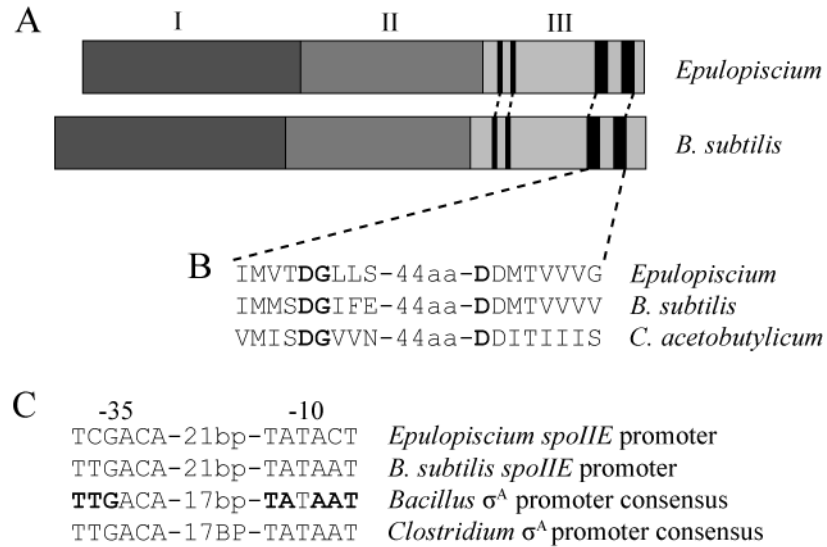 A
I II III
Epulopiscium
B. subtilis
B
IMVTDGLLS-44aa-DDMTVVVG Epulopiscium
IMMSDGIFE-44aa-DDMTVVVV B. subtilis
VMISDGVVN-44aa-DDITIIIS C. acetobutylicum
C
-35 -10
TCGACA-21bp-TATACT Epulopiscium spoIIE promoter
TTGACA-21bp-TATAAT B. subtilis spoIIE promoter
TTGACA-17bp-TATAAT Bacillus σA promoter consensus
TTGACA-17BP-TATAAT Clostridium σA promoter consensus